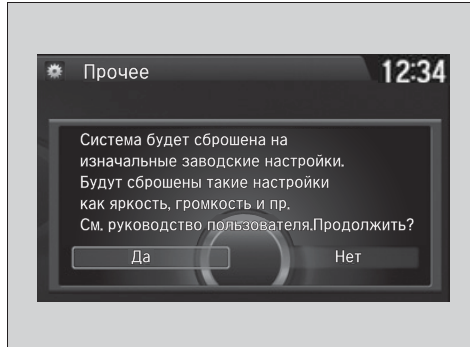 Прочее 12:34
Система будет сброшена на
изначальные заводские настройки.
Будут сброшены такие настройки
как яркость, громкость и пр.
См. руководство пользователя.Продолжить?
Да Нет